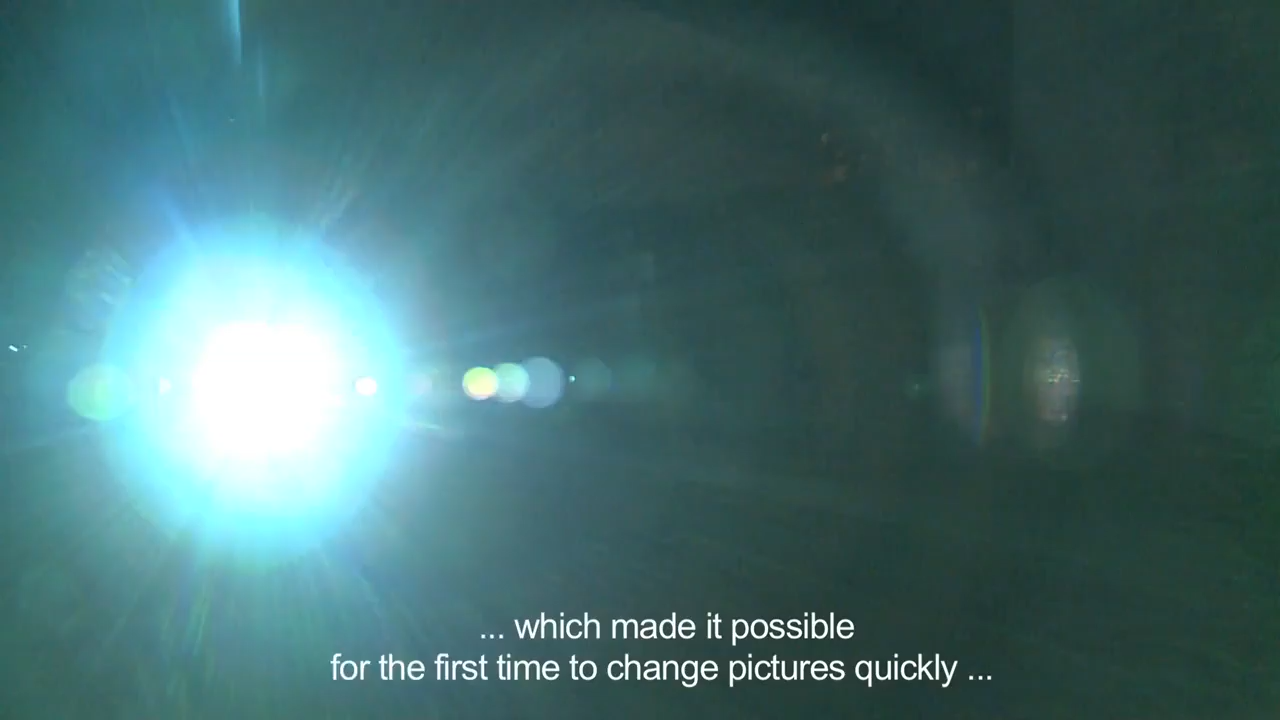 ... which made it possible
for the first time to change pictures quickly ...